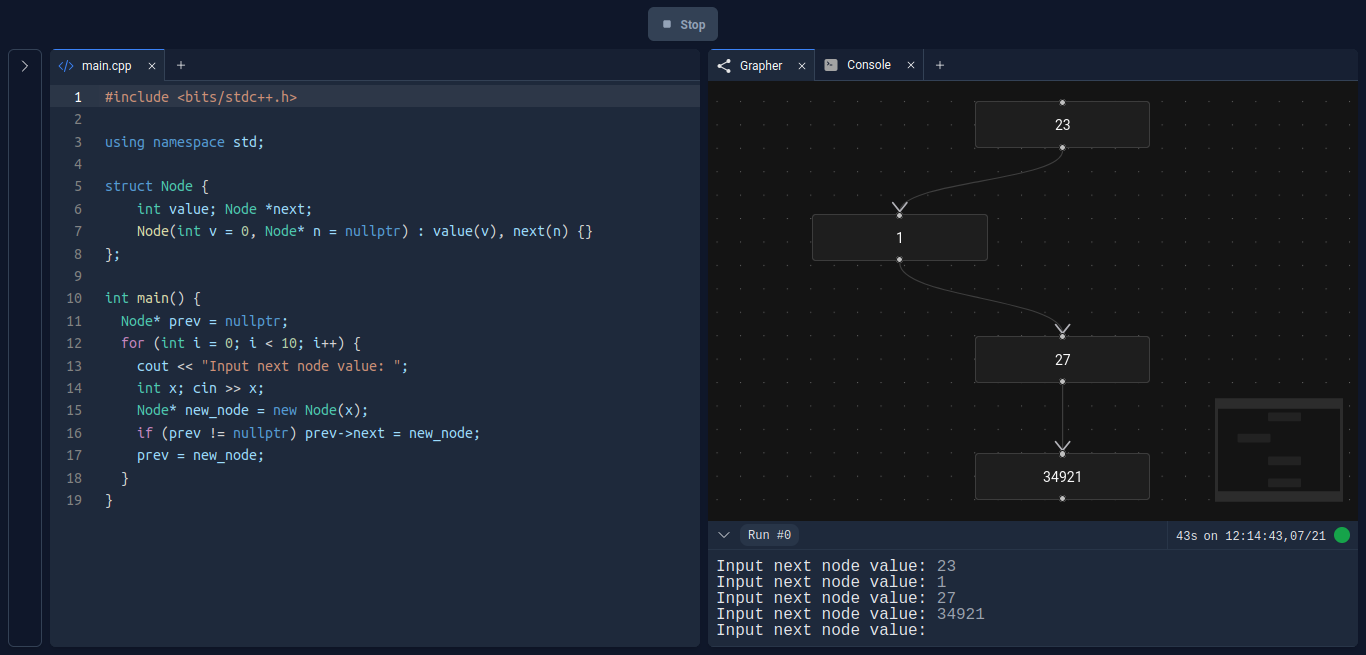 Stop
main.cpp
Grapher
Console
1 #include <bits/stdc++.h>
2
3 using namespace std;
4
5 struct Node {
6     int value; Node *next;
7     Node(int v = 0, Node* n = nullptr) : value(v), next(n) {}
8 };
9
10 int main() {
11   Node* prev = nullptr;
12   for (int i = 0; i < 10; i++) {
13     cout << "Input next node value: ";
14     int x; cin >> x;
15     Node* new_node = new Node(x);
16     if (prev != nullptr) prev->next = new_node;
17     prev = new_node;
18   }
19 }
23
1
27
34921
Run #0
43s on 12:14:43,07/21
Input next node value: 23
Input next node value: 1
Input next node value: 27
Input next node value: 34921
Input next node value: